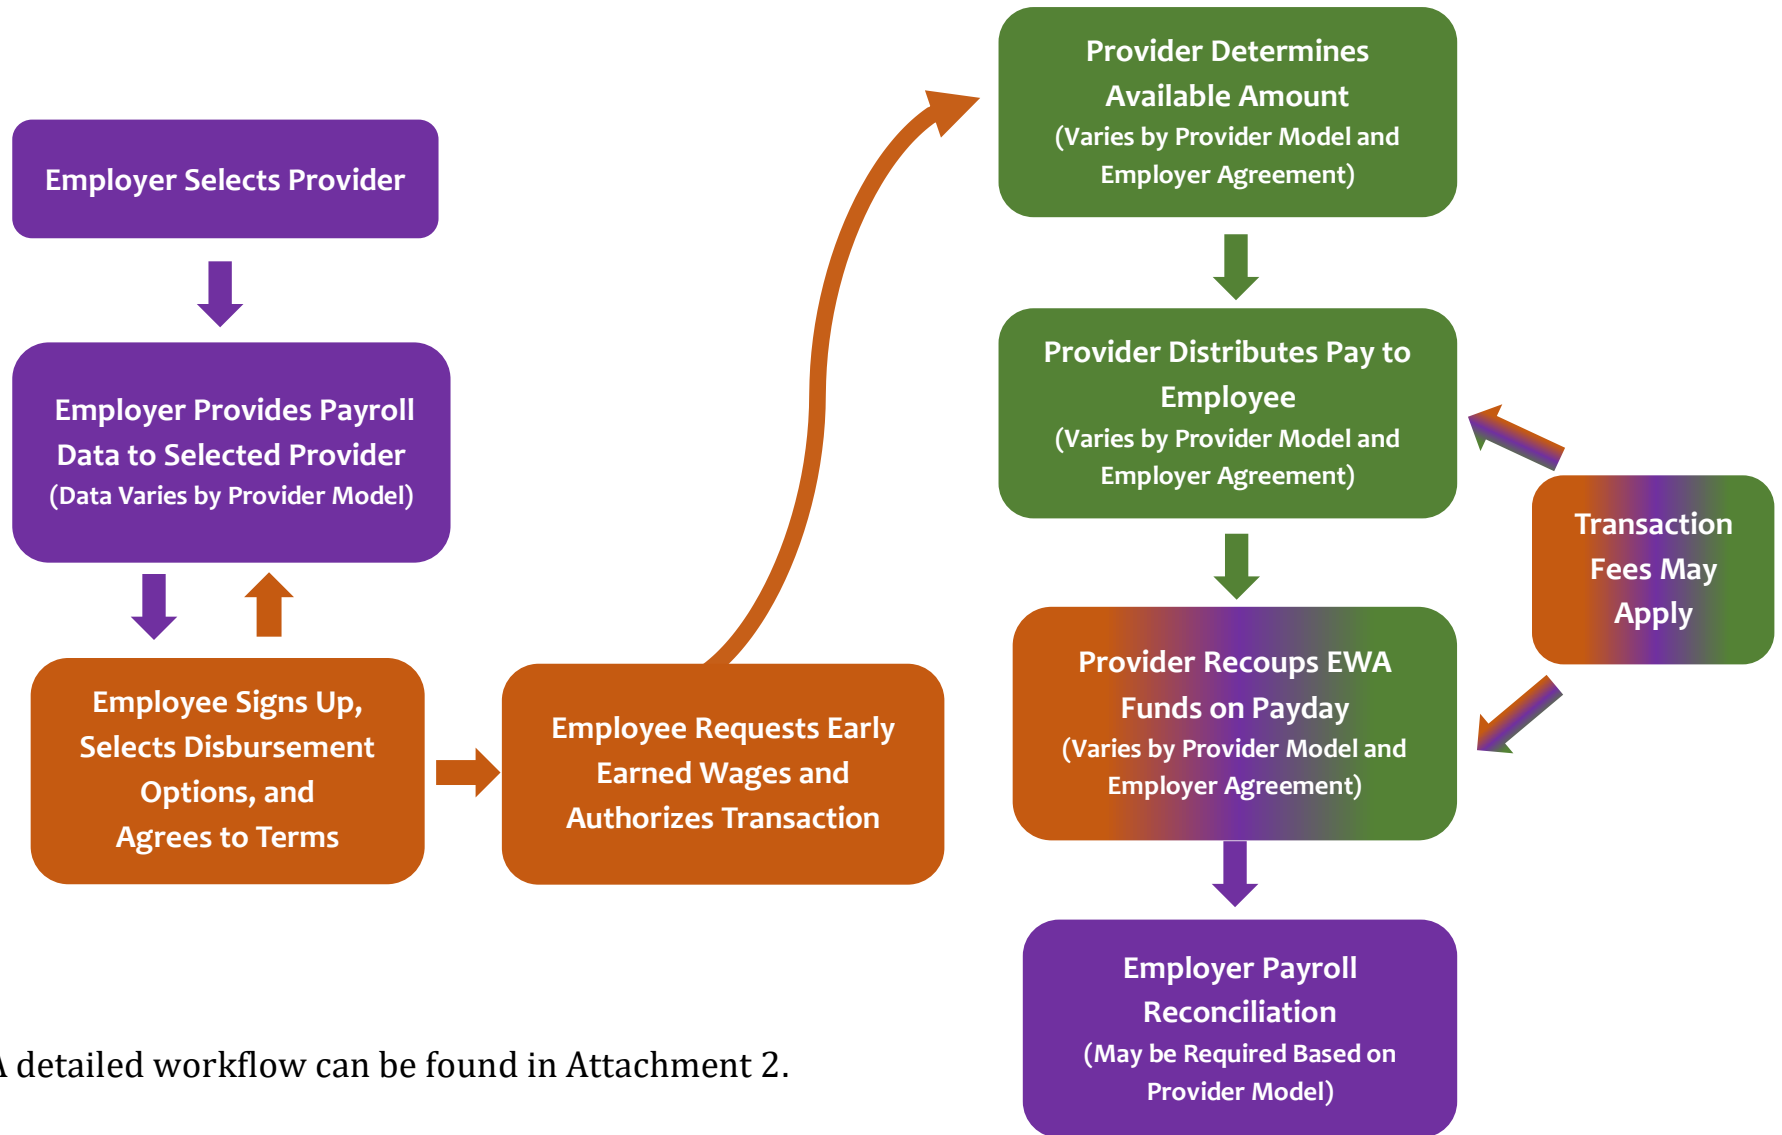 Employer Selects Provider
Employer Provides Payroll
Data to Selected Provider
(Data Varies by Provider Model)
Employee Signs Up,
Selects Disbursement
Options, and
Agrees to Terms
Employee Requests Early
Earned Wages and
Authorizes Transaction
Provider Determines
Available Amount
(Varies by Provider Model and
Employer Agreement)
Provider Distributes Pay to
Employee
(Varies by Provider Model and
Employer Agreement)
Transaction
Fees May
Apply
Provider Recoups EWA
Funds on Payday
(Varies by Provider Model and
Employer Agreement)
Employer Payroll
Reconciliation
(May be Required Based on
Provider Model)
A detailed workflow can be found in Attachment 2.